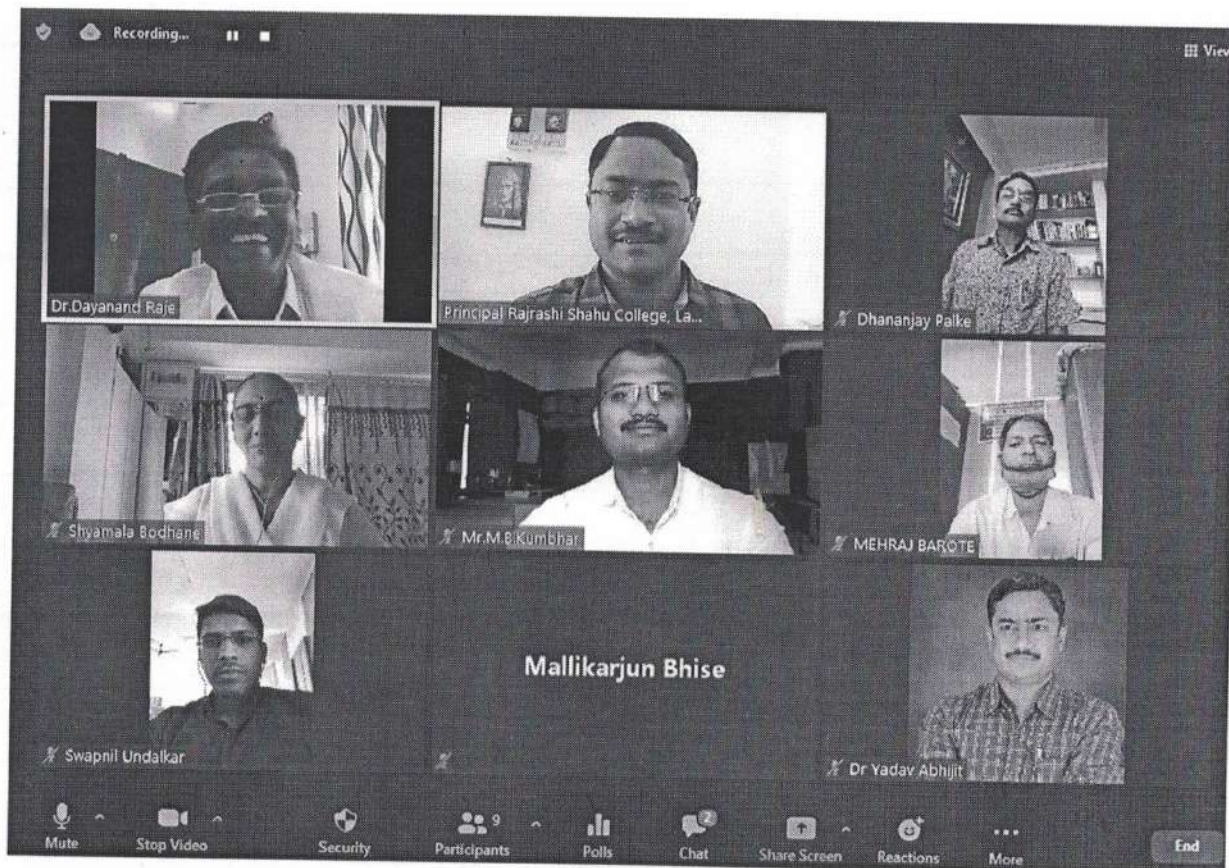 Recording...
View
Dr.Dayanand Raje
Principal Rajrashi Shahu College, La...
Dhananjay Palke
Shyamala Bodhane
Mr.M.B.Kumbhar
MEHRAJ BAROTE
Swapnil Undalkar
Mallikarjun Bhise
Dr Yadav Abhijit
Mute
Stop Video
Security
Participants
9
Polls
Chat
2
Share Screen
Reactions
More
End